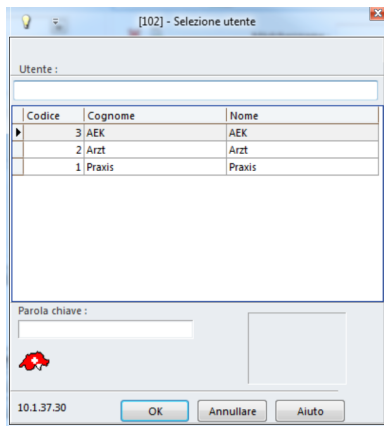 [102] - Selezione utente
Utente :
Codice Cognome Nome
3 AEK AEK
2 Arzt Arzt
1 Praxis Praxis
Parola chiave :
10.1.37.30 OK Annullare Aiuto